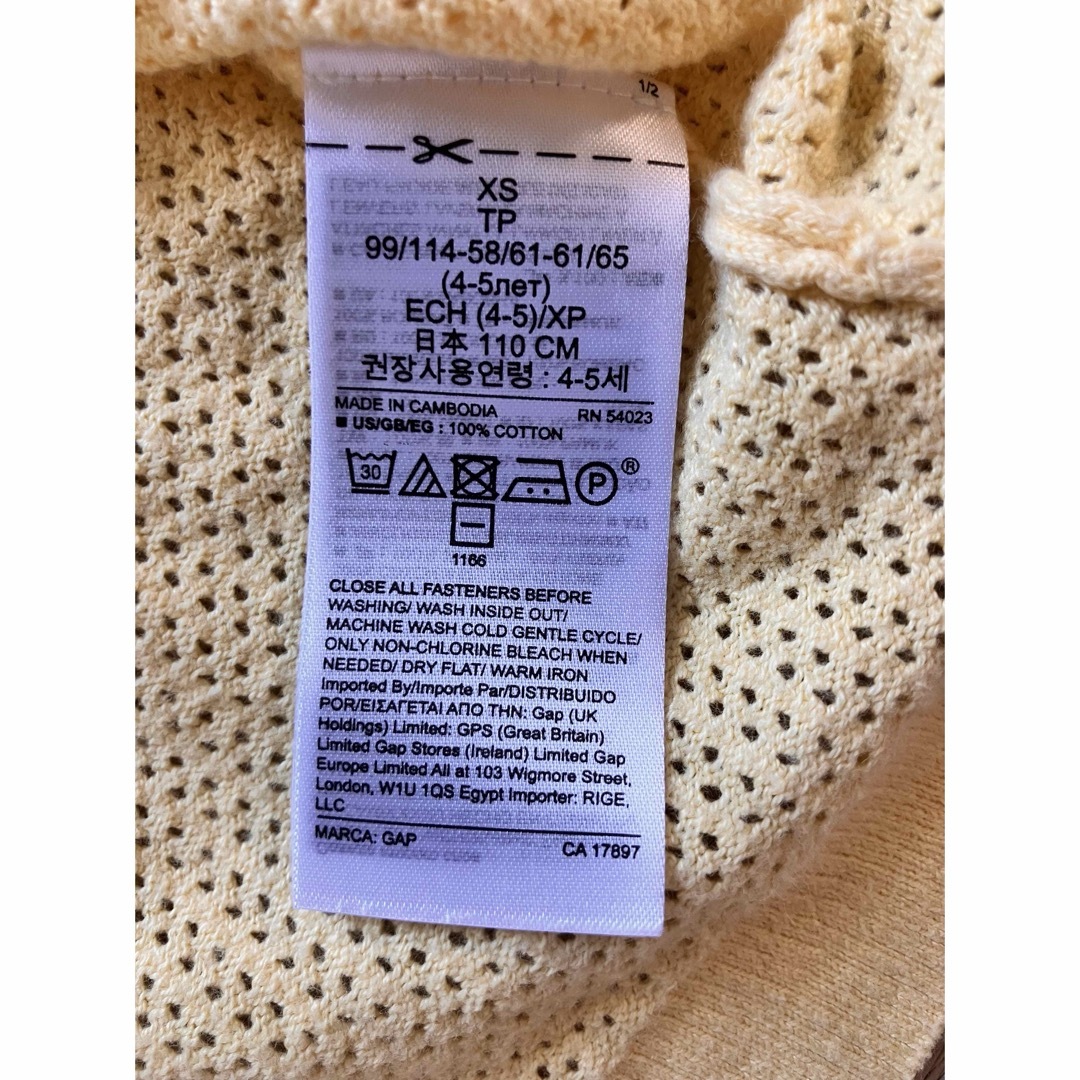 1/2
XS
TP
99/114-58/61-61/65
(4-5лет)
ECH (4-5)/XP
日本 110 CM
권장사용연령 : 4-5세
MADE IN CAMBODIA RN 54023
■ US/GB/EG : 100% COTTON
30 P ®
1166
CLOSE ALL FASTENERS BEFORE
WASHING/ WASH INSIDE OUT/
MACHINE WASH COLD GENTLE CYCLE/
ONLY NON-CHLORINE BLEACH WHEN
NEEDED/ DRY FLAT/ WARM IRON
Imported By/Importe Par/DISTRIBUIDO
POR/ΕΙΣΑΓΕΤΑΙ ΑΠΟ ΤΗΝ: Gap (UK
Holdings) Limited: GPS (Great Britain)
Limited Gap Stores (Ireland) Limited Gap
Europe Limited All at 103 Wigmore Street,
London, W1U 1QS Egypt Importer: RIGE,
LLC
MARCA: GAP CA 17897